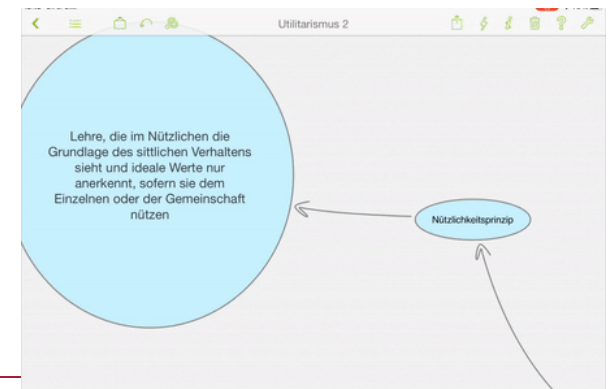 Utilitarismus 2
Lehre, die im Nützlichen die
Grundlage des sittlichen Verhaltens
sieht und ideale Werte nur
anerkennt, sofern sie dem
Einzelnen oder der Gemeinschaft
nützen
Nützlichkeitsprinzip